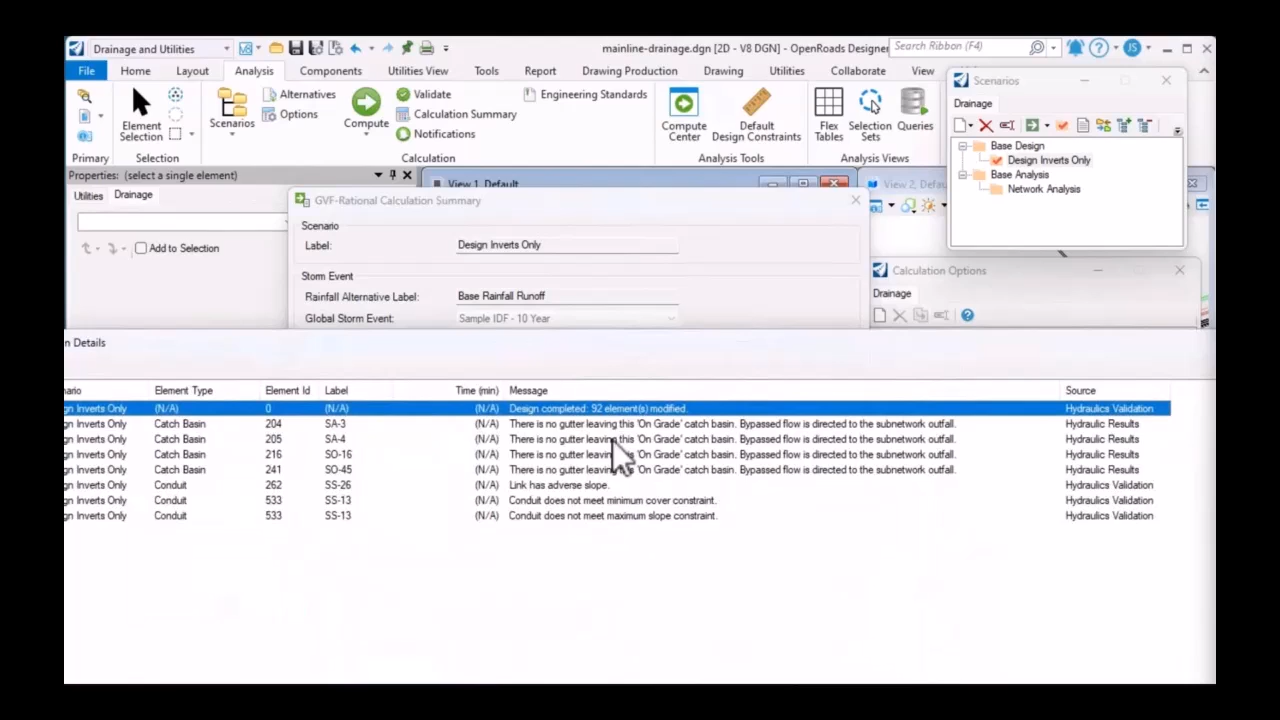 Drainage and Utilities
mainline-drainage.dgn [2D - V8 DGN] - OpenRoads Designer
Search Ribbon (F4)
JS
File Home Layout Analysis Components Utilities View Tools Report Drawing Production Drawing Utilities Collaborate View
Element Selection
Scenarios
Alternatives
Options
Compute
Validate
Calculation Summary
Notifications
Engineering Standards
Compute Center
Default Design Constraints
Flex Tables
Selection Sets
Queries
Primary Selection Calculation Analysis Tools Analysis Views
Scenarios
Drainage
Base Design
Design Inverts Only
Base Analysis
Network Analysis
Properties: (select a single element)
Utilities Drainage
Add to Selection
View 1, Default
View 2, Defau
GVF-Rational Calculation Summary
Scenario
Label: Design Inverts Only
Storm Event
Rainfall Alternative Label: Base Rainfall Runoff
Global Storm Event: Sample IDF - 10 Year
Calculation Options
Drainage
n Details
nario Element Type Element Id Label Time (min) Message Source
gn Inverts Only (N/A) 0 (N/A) (N/A) Design completed: 92 element(s) modified. Hydraulics Validation
gn Inverts Only Catch Basin 204 SA-3 (N/A) There is no gutter leaving this 'On Grade' catch basin. Bypassed flow is directed to the subnetwork outfall. Hydraulic Results
gn Inverts Only Catch Basin 205 SA-4 (N/A) There is no gutter leaving this 'On Grade' catch basin. Bypassed flow is directed to the subnetwork outfall. Hydraulic Results
gn Inverts Only Catch Basin 216 SO-16 (N/A) There is no gutter leaving this 'On Grade' catch basin. Bypassed flow is directed to the subnetwork outfall. Hydraulic Results
gn Inverts Only Catch Basin 241 SO-45 (N/A) There is no gutter leaving this 'On Grade' catch basin. Bypassed flow is directed to the subnetwork outfall. Hydraulic Results
gn Inverts Only Conduit 262 SS-26 (N/A) Link has adverse slope. Hydraulics Validation
gn Inverts Only Conduit 533 SS-13 (N/A) Conduit does not meet minimum cover constraint. Hydraulics Validation
gn Inverts Only Conduit 533 SS-13 (N/A) Conduit does not meet maximum slope constraint. Hydraulics Validation